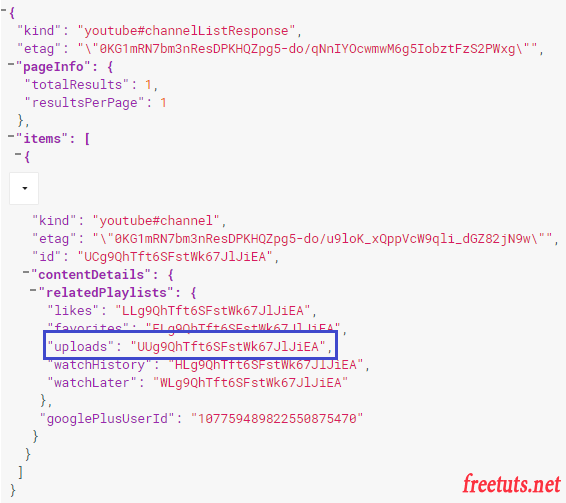 {
"kind": "youtube#channelListResponse",
"etag": "\"0KG1mRN7bm3nResDPKHQZpg5-do/qNnIYOcwmwM6g5IobztFzS2PWxg\"",
"pageInfo": {
"totalResults": 1,
"resultsPerPage": 1
},
"items": [
{
"kind": "youtube#channel",
"etag": "\"0KG1mRN7bm3nResDPKHQZpg5-do/u9loK_xQppVcW9qli_dGZ82jN9w\"",
"id": "UCg9QhTft6SFstWk67JlJiEA",
"contentDetails": {
"relatedPlaylists": {
"likes": "LLg9QhTft6SFstWk67JlJiEA",
"favorites": "FLg9QhTft6SFstWk67JlJiEA",
"uploads": "UUg9QhTft6SFstWk67JlJiEA",
"watchHistory": "HLg9QhTft6SFstWk67JlJiEA",
"watchLater": "WLg9QhTft6SFstWk67JlJiEA"
},
"googlePlusUserId": "107759489822550875470"
}
}
]
}
freetuts.net